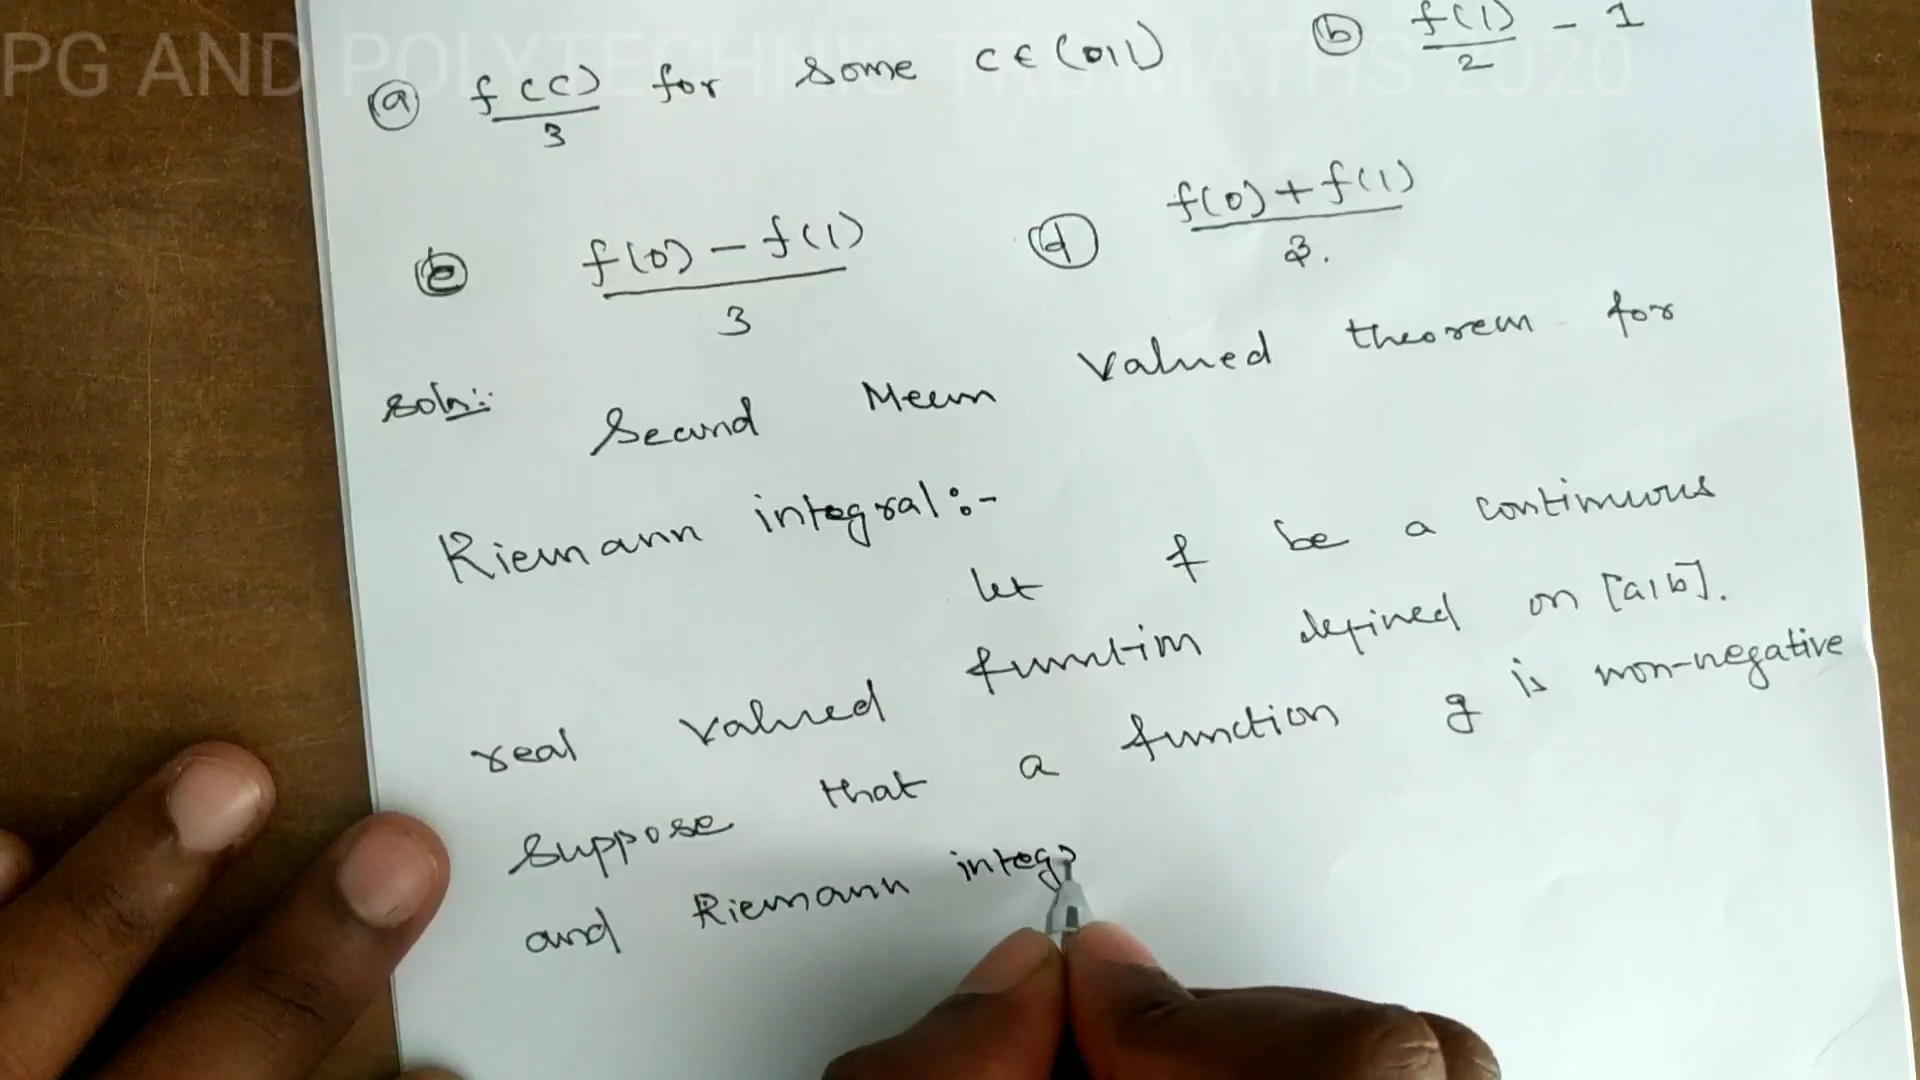 PG AND POLYTECHNIC TRB MATHS 2020
(a) f(c)/3 for some c ∈ (0,1) (b) f(1)/2 - 1
(c) f(0) - f(1)/3 (d) f(0) + f(1)/3.
Soln:- Second Mean Valued theorem for
Riemann integral:-
let f be a continuous
real valued function defined on [a,b].
Suppose that a function g is non-negative
and Riemann integr